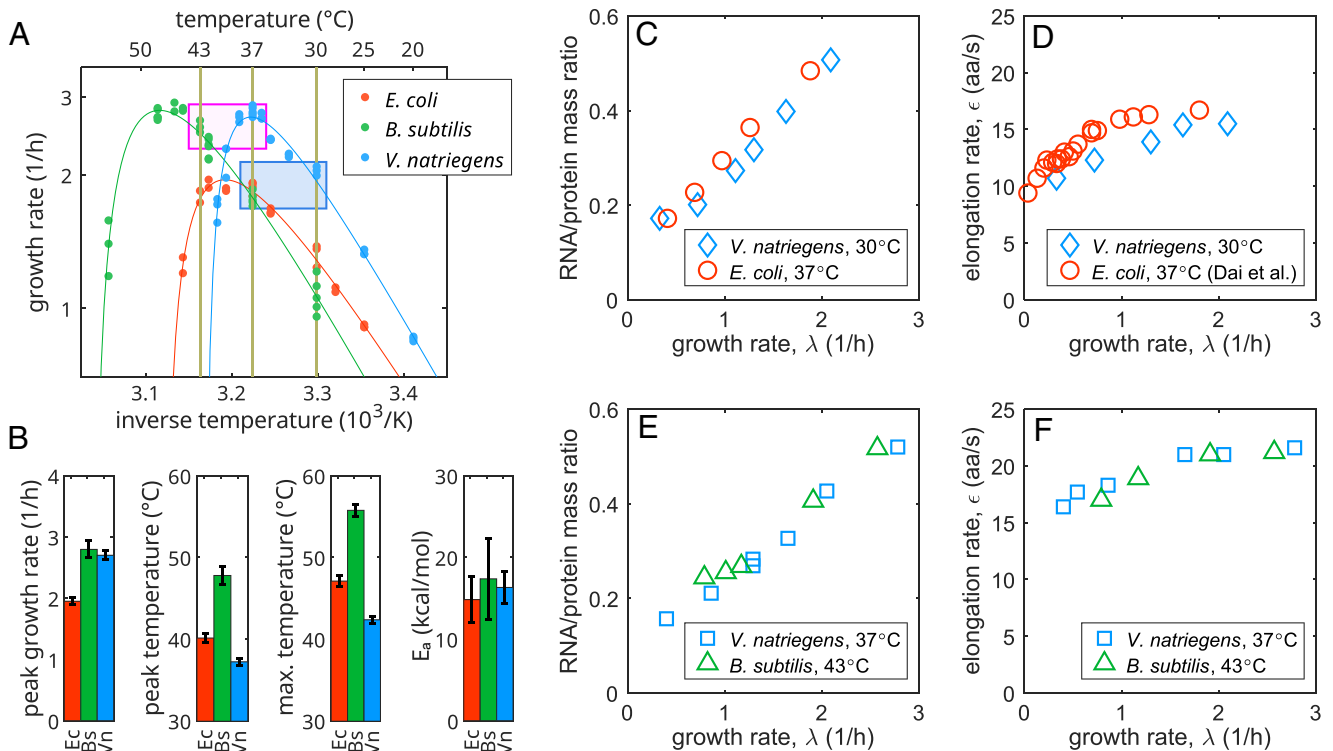 A
temperature (°C)
50 43 37 30 25 20
growth rate (1/h)
3
2
1
E. coli
B. subtilis
V. natriegens
3.1 3.2 3.3 3.4
inverse temperature (10³/K)
B
peak growth rate (1/h)
4
3
2
1
0
Ec
Bs
Vn
peak temperature (°C)
60
50
40
30
Ec
Bs
Vn
max. temperature (°C)
60
50
40
30
Ec
Bs
Vn
Eₐ (kcal/mol)
30
20
10
0
Ec
Bs
Vn
C
RNA/protein mass ratio
0.6
0.4
0.2
0
V. natriegens, 30°C
E. coli, 37°C
0 1 2 3
growth rate, λ (1/h)
D
elongation rate, ϵ (aa/s)
25
20
15
10
5
0
V. natriegens, 30°C
E. coli, 37°C (Dai et al.)
0 1 2 3
growth rate, λ (1/h)
E
RNA/protein mass ratio
0.6
0.4
0.2
0
V. natriegens, 37°C
B. subtilis, 43°C
0 1 2 3
growth rate, λ (1/h)
F
elongation rate, ϵ (aa/s)
25
20
15
10
5
0
V. natriegens, 37°C
B. subtilis, 43°C
0 1 2 3
growth rate, λ (1/h)